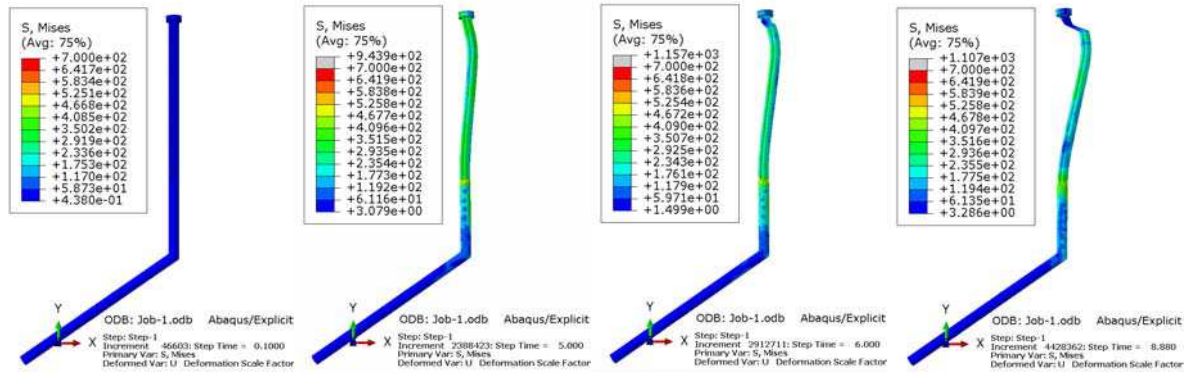 S, Mises
(Avg: 75%)
+7.000e+02
+6.417e+02
+5.834e+02
+5.251e+02
+4.668e+02
+4.085e+02
+3.502e+02
+2.919e+02
+2.336e+02
+1.753e+02
+1.170e+02
+5.873e+01
+4.380e-01
Y
X
ODB: Job-1.odb Abaqus/Explicit
Step: Step-1
Increment 46603: Step Time = 0.1000
Primary Var: S, Mises
Deformed Var: U Deformation Scale Factor
S, Mises
(Avg: 75%)
+9.439e+02
+7.000e+02
+6.419e+02
+5.838e+02
+5.258e+02
+4.677e+02
+4.096e+02
+3.515e+02
+2.935e+02
+2.354e+02
+1.773e+02
+1.192e+02
+6.116e+01
+3.079e+00
Y
X
ODB: Job-1.odb Abaqus/Explicit
Step: Step-1
Increment 2388423: Step Time = 5.000
Primary Var: S, Mises
Deformed Var: U Deformation Scale Factor
S, Mises
(Avg: 75%)
+1.157e+03
+7.000e+02
+6.418e+02
+5.836e+02
+5.254e+02
+4.672e+02
+4.090e+02
+3.507e+02
+2.925e+02
+2.343e+02
+1.761e+02
+1.179e+02
+5.971e+01
+1.499e+00
Y
X
ODB: Job-1.odb Abaqus/Explicit
Step: Step-1
Increment 2912711: Step Time = 6.000
Primary Var: S, Mises
Deformed Var: U Deformation Scale Factor
S, Mises
(Avg: 75%)
+1.107e+03
+7.000e+02
+6.419e+02
+5.839e+02
+5.258e+02
+4.678e+02
+4.097e+02
+3.516e+02
+2.936e+02
+2.355e+02
+1.775e+02
+1.194e+02
+6.135e+01
+3.286e+00
Y
X
ODB: Job-1.odb Abaqus/Explicit
Step: Step-1
Increment 4428362: Step Time = 8.880
Primary Var: S, Mises
Deformed Var: U Deformation Scale Factor